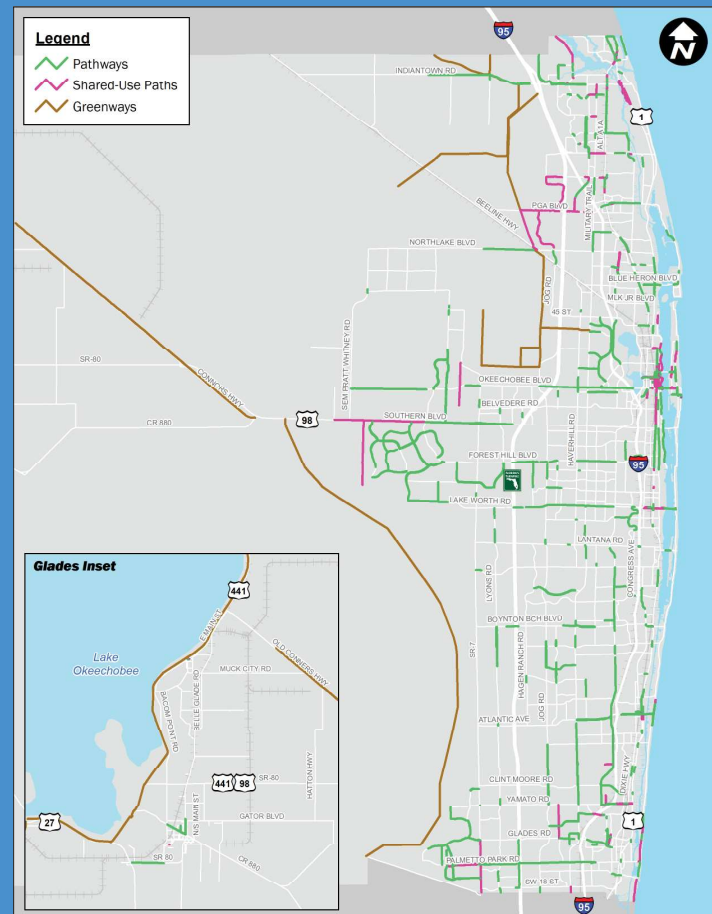 Legend
Pathways
Shared-Use Paths
Greenways
95
N
INDIANTOWN RD
1
ALT A1A
MILITARY TRAIL
BEELINE HWY
PGA BLVD
NORTHLAKE BLVD
JOG RD
BLUE HERON BLVD
MLK JR BLVD
45 ST
SEM PRATT WHITNEY RD
SR-80
CONNORS HWY
OKEECHOBEE BLVD
BELVEDERE RD
98
SOUTHERN BLVD
CR 880
HAVERHILL RD
FOREST HILL BLVD
95
LAKE WORTH RD
LANTANA RD
CONGRESS AVE
LYONS RD
BOYNTON BCH BLVD
SR-7
HAGEN RANCH RD
JOG RD
ATLANTIC AVE
CLINT MOORE RD
DIXIE HWY
YAMATO RD
1
GLADES RD
PALMETTO PARK RD
SW 18 ST
95
Glades Inset
441
E MAIN ST
OLD CONNERS HWY
Lake
Okeechobee
MUCK CITY RD
BELLE GLADE RD
BACOM POINT RD
HATTON HWY
441 98
SR-80
27
N/S MAIN ST
GATOR BLVD
SR 80
CR 880